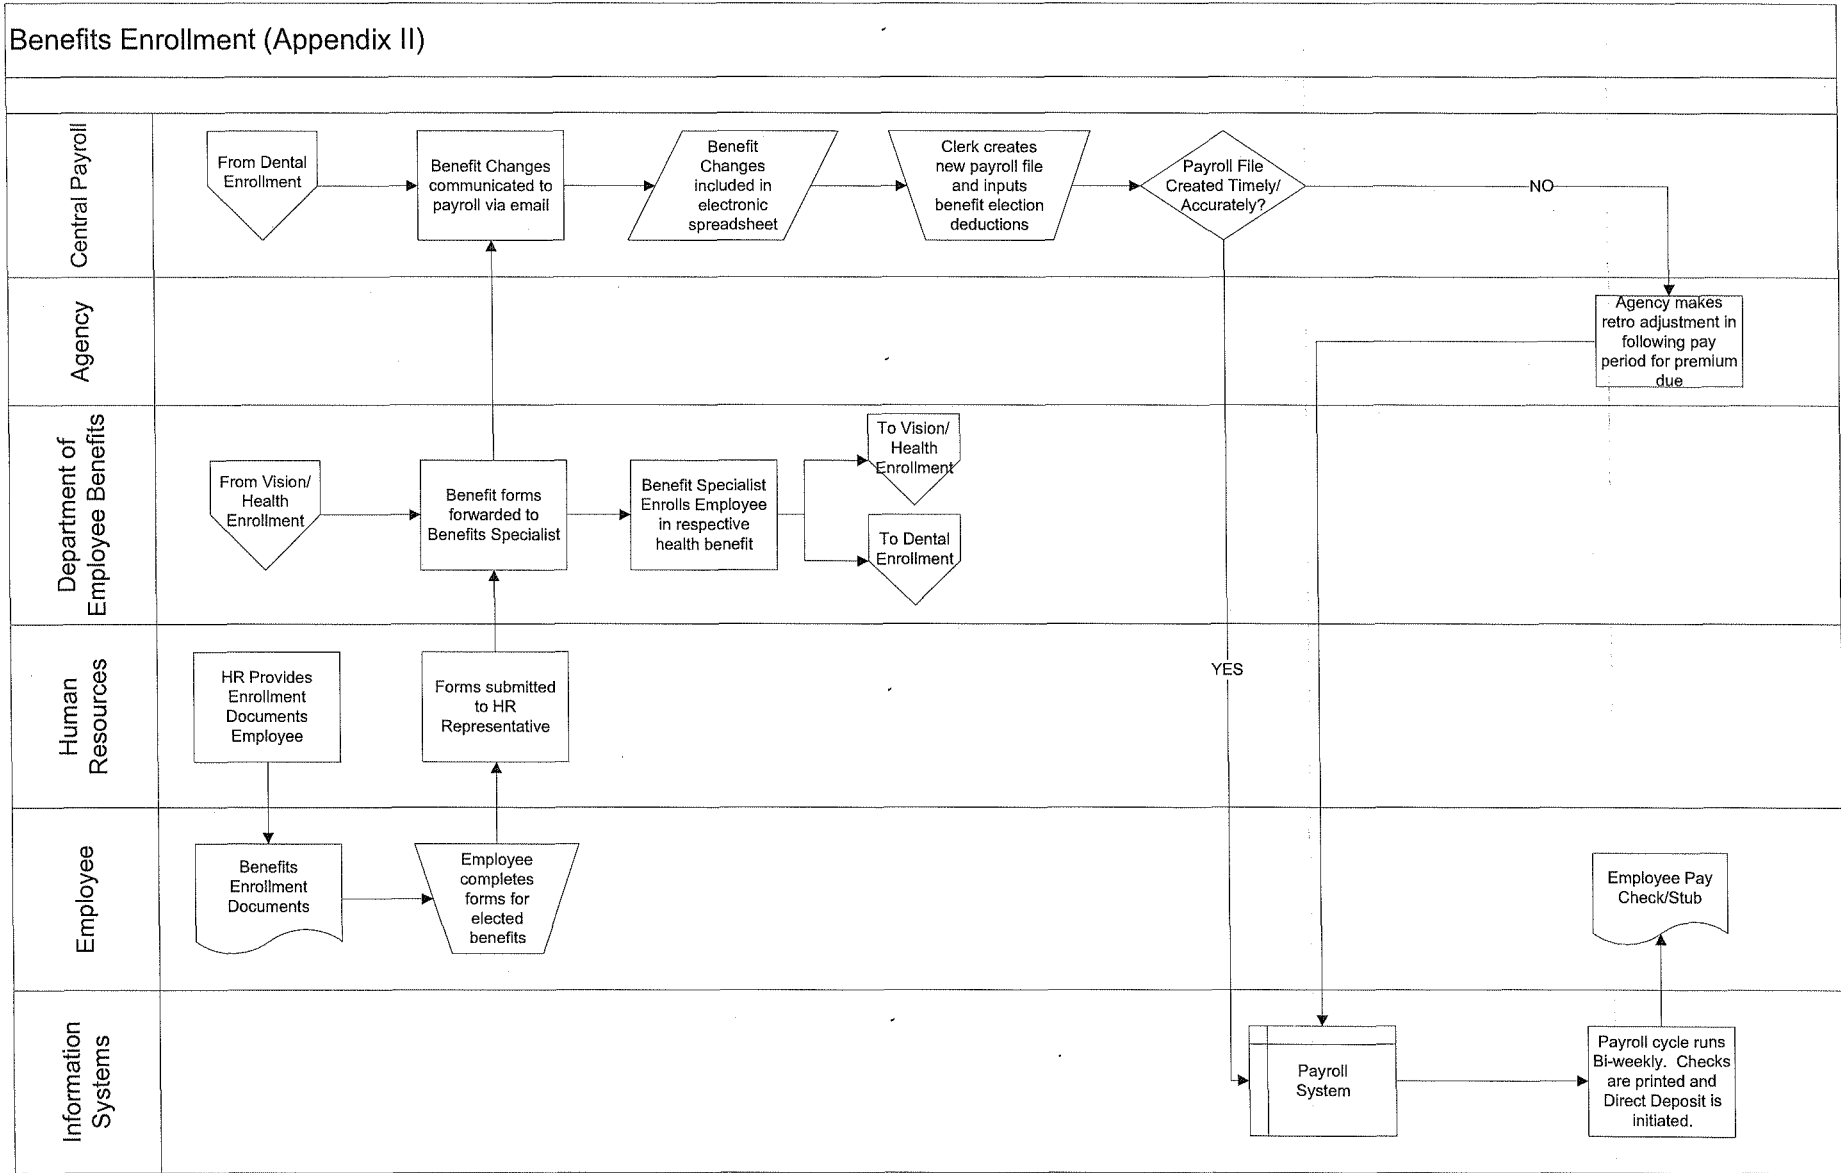 Benefits Enrollment (Appendix II)
Central Payroll
From Dental
Enrollment
Benefit Changes
communicated to
payroll via email
Benefit
Changes
included in
electronic
spreadsheet
Clerk creates
new payroll file
and inputs
benefit election
deductions
Payroll File
Created Timely/
Accurately?
NO
Agency
Agency makes
retro adjustment in
following pay
period for premium
due
Department of
Employee Benefits
From Vision/
Health
Enrollment
Benefit forms
forwarded to
Benefits Specialist
Benefit Specialist
Enrolls Employee
in respective
health benefit
To Vision/
Health
Enrollment
To Dental
Enrollment
Human
Resources
HR Provides
Enrollment
Documents
Employee
Forms submitted
to HR
Representative
YES
Employee
Benefits
Enrollment
Documents
Employee
completes
forms for
elected
benefits
Employee Pay
Check/Stub
Information
Systems
Payroll
System
Payroll cycle runs
Bi-weekly. Checks
are printed and
Direct Deposit is
initiated.